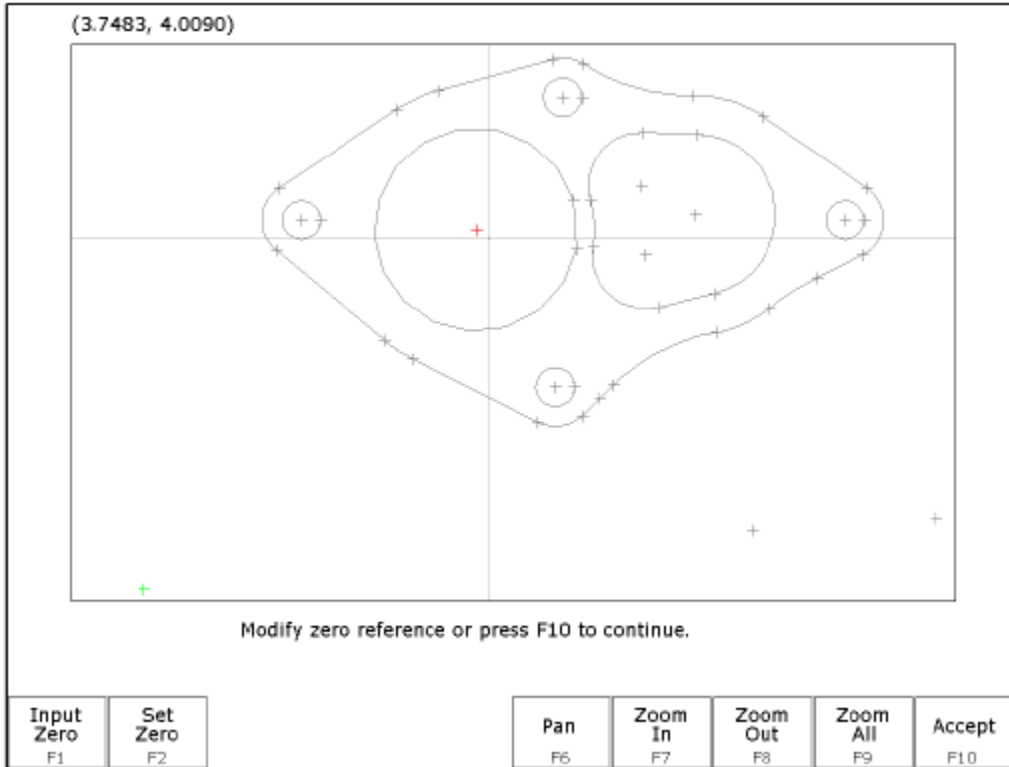 (3.7483, 4.0090)
Modify zero reference or press F10 to continue.
Input
Zero
F1
Set
Zero
F2
Pan
F6
Zoom
In
F7
Zoom
Out
F8
Zoom
All
F9
Accept
F10